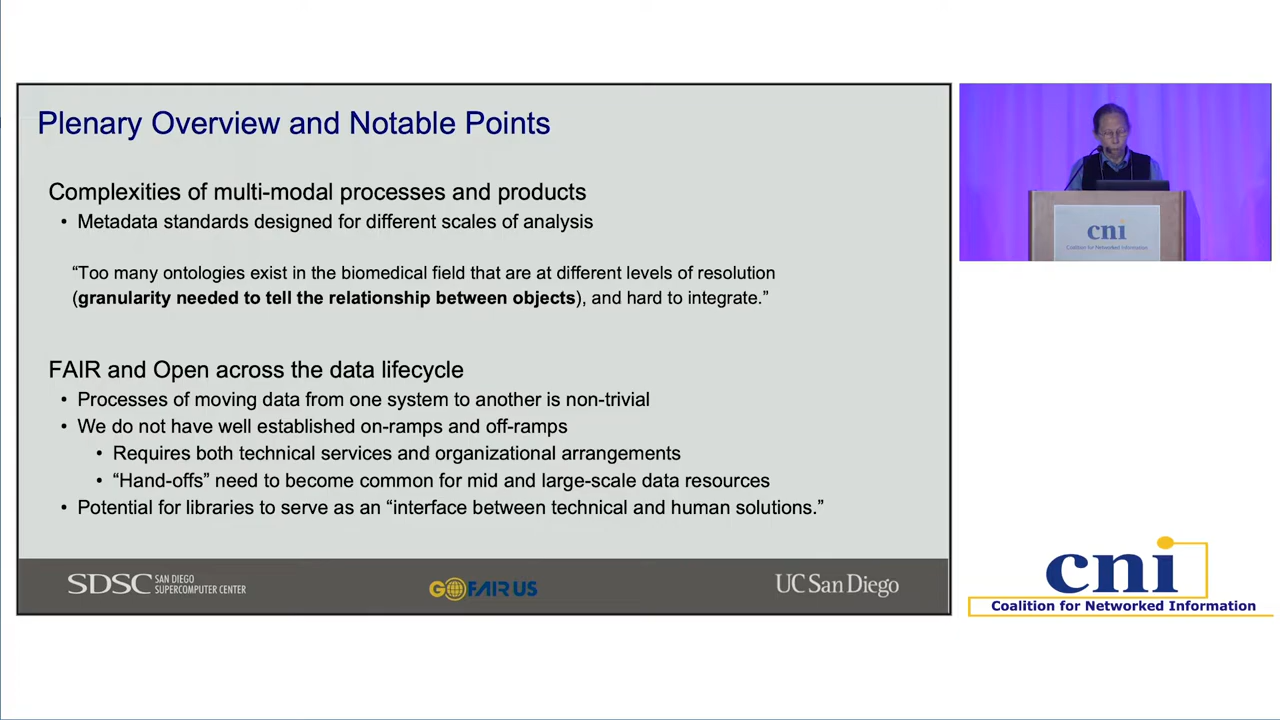 Plenary Overview and Notable Points
Complexities of multi-modal processes and products
• Metadata standards designed for different scales of analysis
“Too many ontologies exist in the biomedical field that are at different levels of resolution
(granularity needed to tell the relationship between objects), and hard to integrate.”
FAIR and Open across the data lifecycle
• Processes of moving data from one system to another is non-trivial
• We do not have well established on-ramps and off-ramps
• Requires both technical services and organizational arrangements
• “Hand-offs” need to become common for mid and large-scale data resources
• Potential for libraries to serve as an “interface between technical and human solutions.”
SDSC SAN DIEGO
SUPERCOMPUTER CENTER
GO FAIR US
UC San Diego
cni
Coalition for Networked Information
cni
Coalition for Networked Information